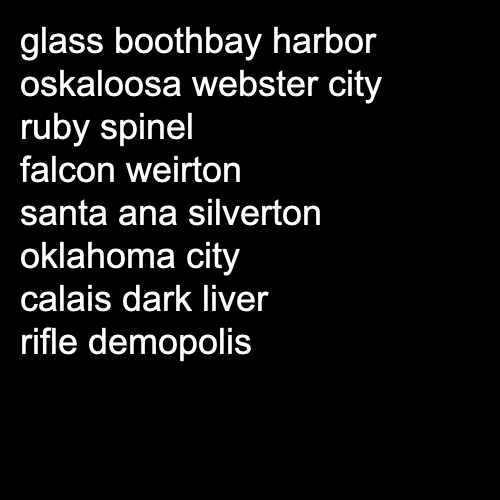 glass boothbay harbor
oskaloosa webster city
ruby spinel
falcon weirton
santa ana silverton
oklahoma city
calais dark liver
rifle demopolis